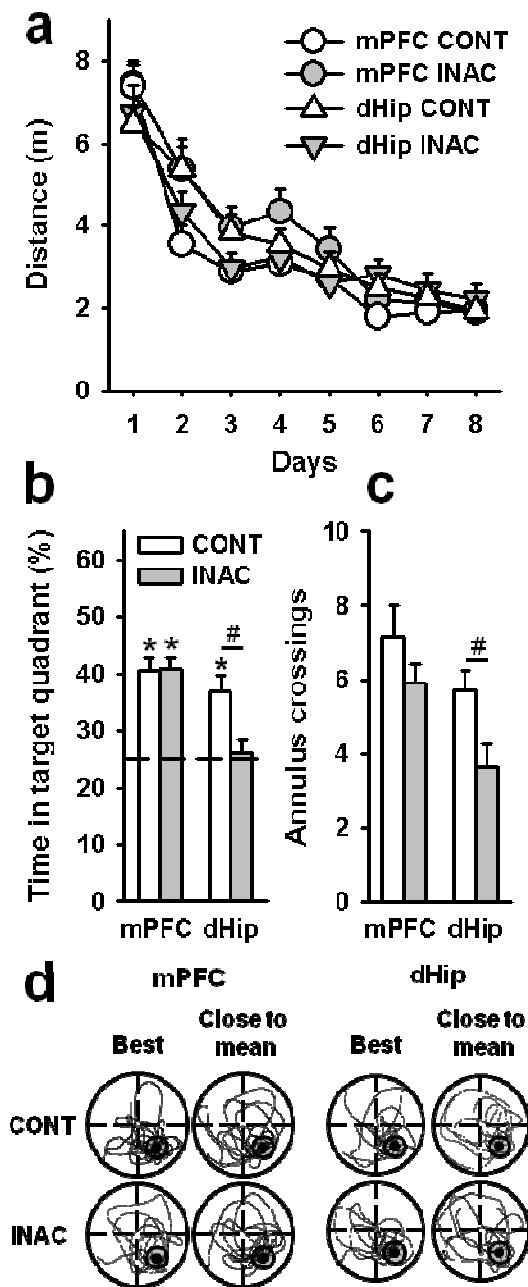 a
Distance (m)
8
6
4
2
0
mPFC CONT
mPFC INAC
dHip CONT
dHip INAC
1 2 3 4 5 6 7 8
Days
b
Time in target quadrant (%)
60
50
40
30
20
10
0
CONT
INAC
* * * #
mPFC dHip
c
Annulus crossings
10
8
6
4
2
0
#
mPFC dHip
d
mPFC dHip
Best Close to mean Best Close to mean
CONT
INAC